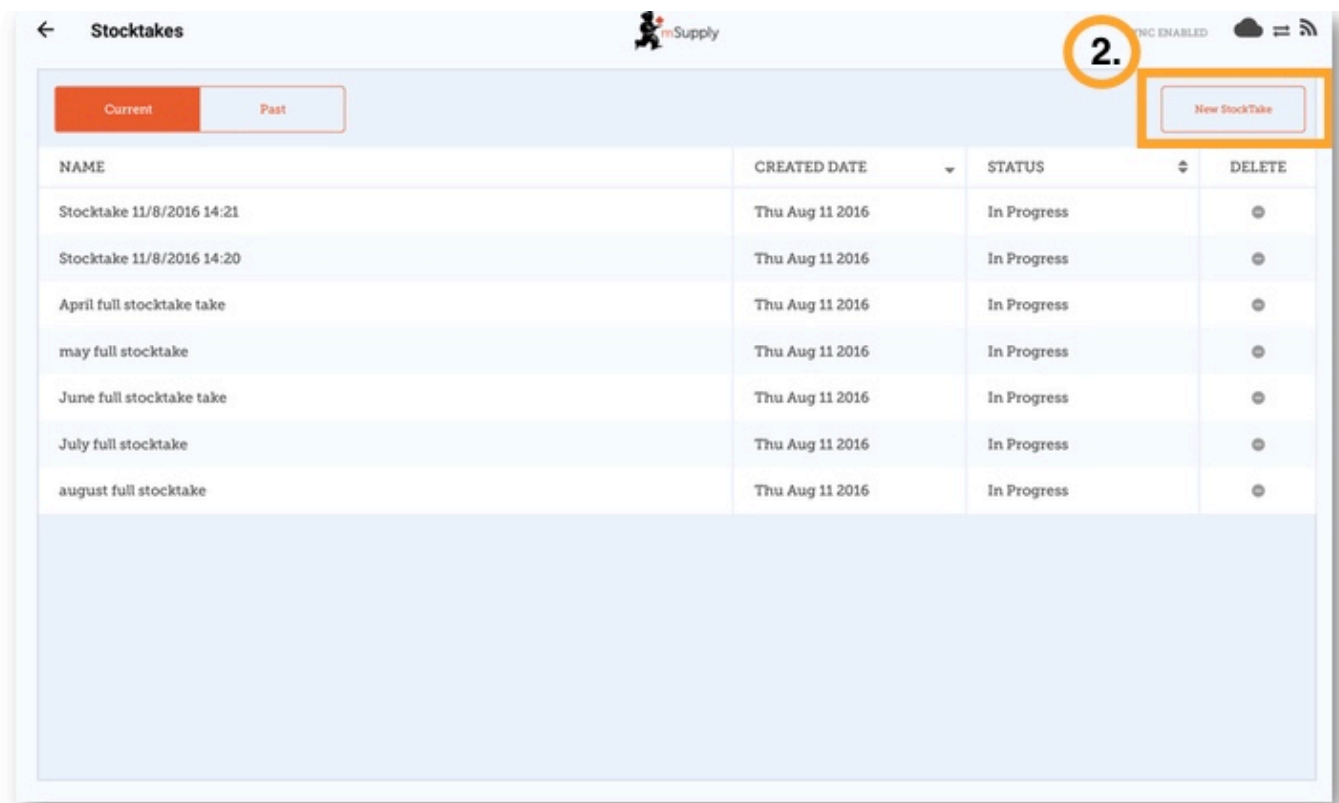 Stocktakes
mSupply
2.
NC ENABLED
Current
Past
New StockTake
NAME
CREATED DATE
STATUS
DELETE
Stocktake 11/8/2016 14:21 Thu Aug 11 2016 In Progress
Stocktake 11/8/2016 14:20 Thu Aug 11 2016 In Progress
April full stocktake take Thu Aug 11 2016 In Progress
may full stocktake Thu Aug 11 2016 In Progress
June full stocktake take Thu Aug 11 2016 In Progress
July full stocktake Thu Aug 11 2016 In Progress
august full stocktake Thu Aug 11 2016 In Progress